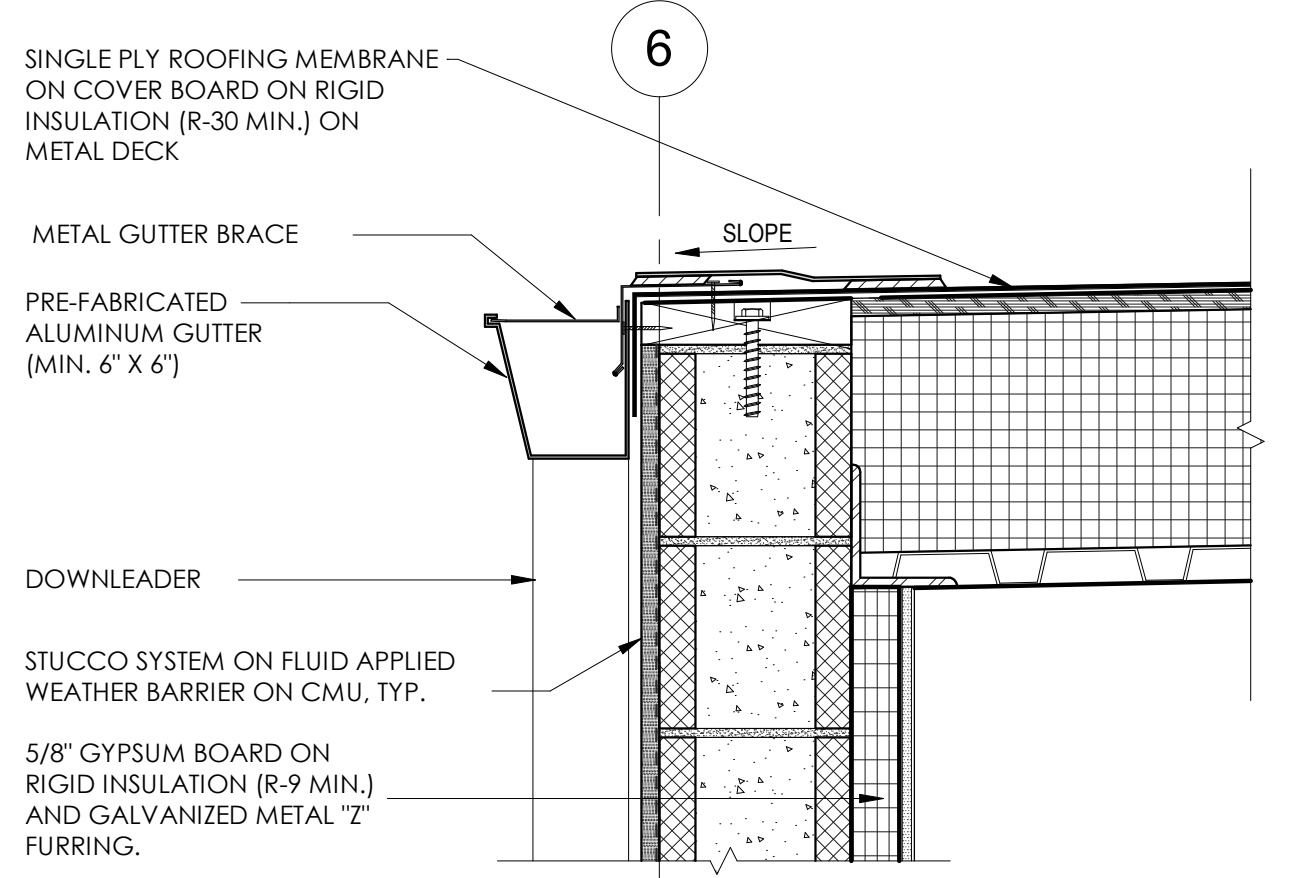 6
SINGLE PLY ROOFING MEMBRANE
ON COVER BOARD ON RIGID
INSULATION (R-30 MIN.) ON
METAL DECK
METAL GUTTER BRACE
SLOPE
PRE-FABRICATED
ALUMINUM GUTTER
(MIN. 6" X 6")
DOWNLEADER
STUCCO SYSTEM ON FLUID APPLIED
WEATHER BARRIER ON CMU, TYP.
5/8" GYPSUM BOARD ON
RIGID INSULATION (R-9 MIN.)
AND GALVANIZED METAL "Z"
FURRING.